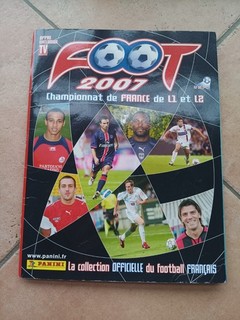 FOOT
2007
Championnat de FRANCE de L1 et L2
www.panini.fr
PANINI
La collection OFFICIELLE du football FRANÇAIS